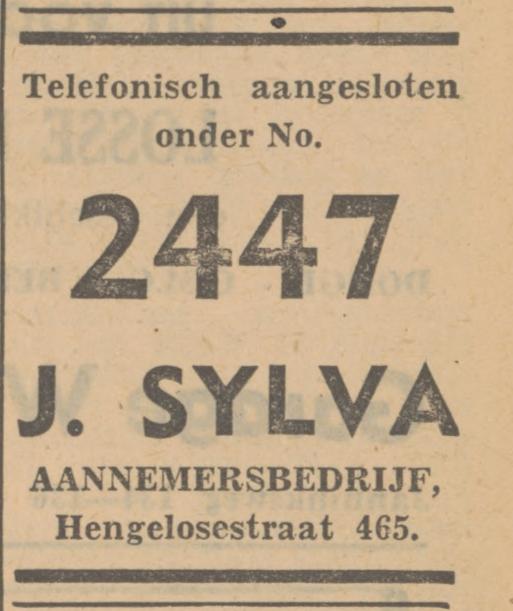 Telefonisch aangesloten
onder No.
2447
J. SYLVA
AANNEMERSBEDRIJF,
Hengelosestraat 465.